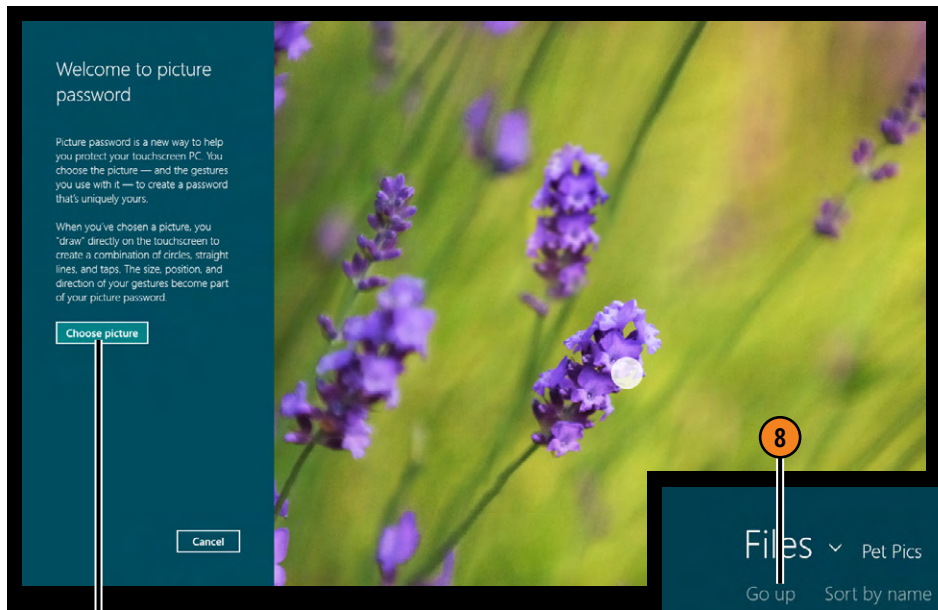 Welcome to picture
password
Picture password is a new way to help
you protect your touchscreen PC. You
choose the picture — and the gestures
you use with it — to create a password
that's uniquely yours.
When you've chosen a picture, you
"draw" directly on the touchscreen to
create a combination of circles, straight
lines, and taps. The size, position, and
direction of your gestures become part
of your picture password.
Choose picture
Cancel
8
Files Pet Pics
Go up Sort by name